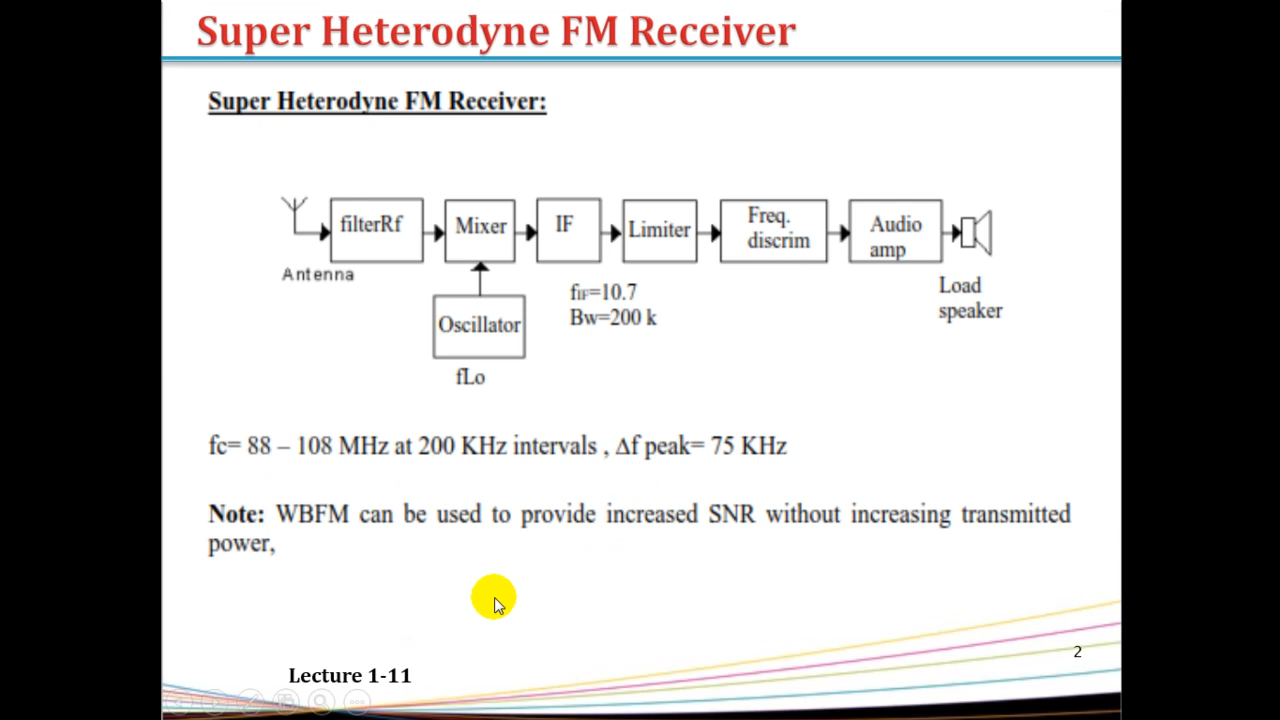 Super Heterodyne FM Receiver
Super Heterodyne FM Receiver:
filterRf
Mixer
IF
Limiter
Freq.
discrim
Audio
amp
Antenna
Load
speaker
fIF=10.7
Bw=200 k
Oscillator
fLo
fc= 88 – 108 MHz at 200 KHz intervals , Δf peak= 75 KHz
Note: WBFM can be used to provide increased SNR without increasing transmitted
power,
2
Lecture 1-11